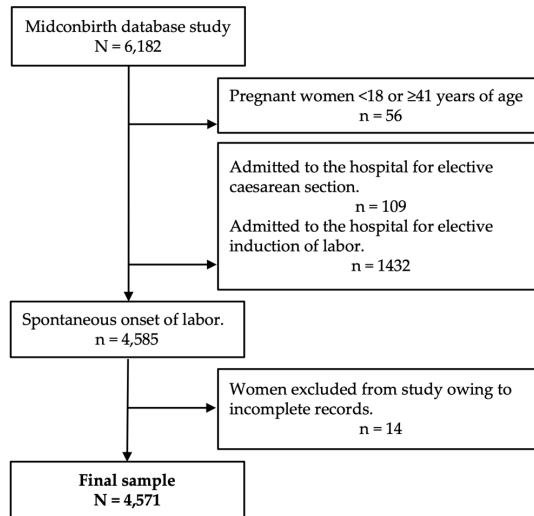 Midconbirth database study
N = 6,182
Pregnant women <18 or ≥41 years of age
n = 56
Admitted to the hospital for elective
caesarean section.
n = 109
Admitted to the hospital for elective
induction of labor.
n = 1432
Spontaneous onset of labor.
n = 4,585
Women excluded from study owing to
incomplete records.
n = 14
Final sample
N = 4,571